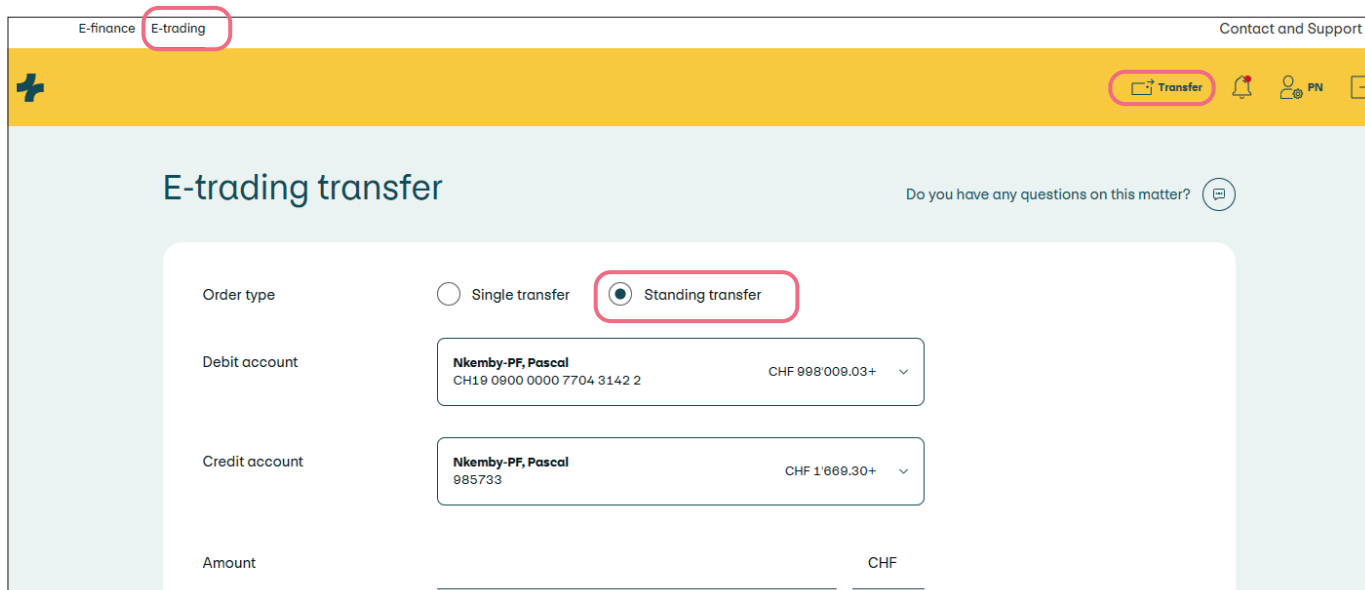 E-finance E-trading Contact and Support
Transfer PN
E-trading transfer
Do you have any questions on this matter?
Order type Single transfer Standing transfer
Debit account Nkemby-PF, Pascal
CH19 0900 0000 7704 3142 2 CHF 998'009.03+
Credit account Nkemby-PF, Pascal
985733 CHF 1'669.30+
Amount CHF